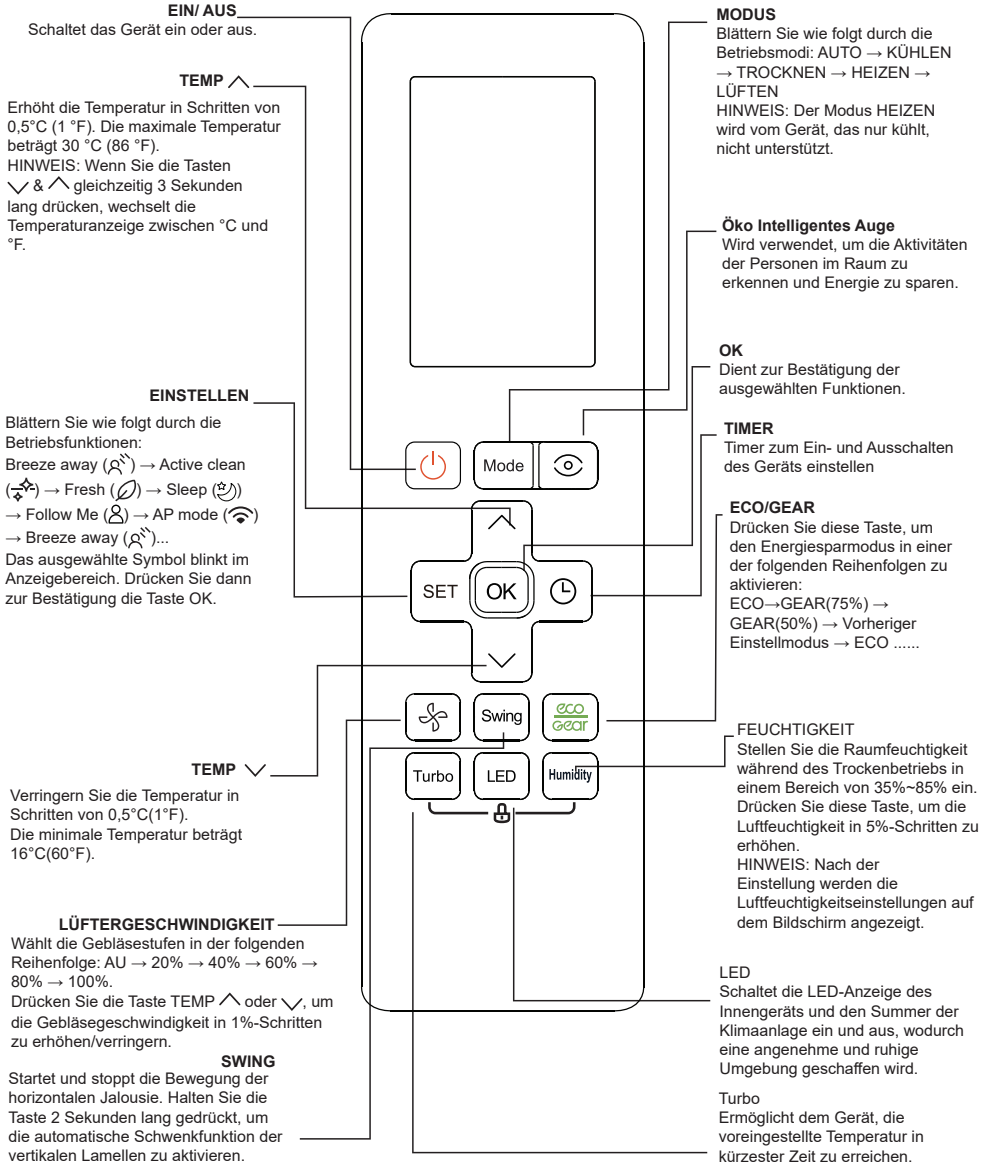 EIN/ AUS
Schaltet das Gerät ein oder aus.
TEMP
Erhöht die Temperatur in Schritten von
0,5°C (1 °F). Die maximale Temperatur
beträgt 30 °C (86 °F).
HINWEIS: Wenn Sie die Tasten
& gleichzeitig 3 Sekunden
lang drücken, wechselt die
Temperaturanzeige zwischen °C und
°F.
EINSTELLEN
Blättern Sie wie folgt durch die
Betriebsfunktionen:
Breeze away () → Active clean
() → Fresh () → Sleep ()
→ Follow Me () → AP mode ()
→ Breeze away ()...
Das ausgewählte Symbol blinkt im
Anzeigebereich. Drücken Sie dann
zur Bestätigung die Taste OK.
TEMP
Verringern Sie die Temperatur in
Schritten von 0,5°C(1°F).
Die minimale Temperatur beträgt
16°C(60°F).
LÜFTERGESCHWINDIGKEIT
Wählt die Gebläsestufen in der folgenden
Reihenfolge: AU → 20% → 40% → 60% →
80% → 100%.
Drücken Sie die Taste TEMP oder , um
die Gebläsegeschwindigkeit in 1%-Schritten
zu erhöhen/verringern.
SWING
Startet und stoppt die Bewegung der
horizontalen Jalousie. Halten Sie die
Taste 2 Sekunden lang gedrückt, um
die automatische Schwenkfunktion der
vertikalen Lamellen zu aktivieren.
Mode
SET OK
Swing eco Gear
Turbo LED Humidity
MODUS
Blättern Sie wie folgt durch die
Betriebsmodi: AUTO → KÜHLEN
→ TROCKNEN → HEIZEN →
LÜFTEN
HINWEIS: Der Modus HEIZEN
wird vom Gerät, das nur kühlt,
nicht unterstützt.
Öko Intelligentes Auge
Wird verwendet, um die Aktivitäten
der Personen im Raum zu
erkennen und Energie zu sparen.
OK
Dient zur Bestätigung der
ausgewählten Funktionen.
TIMER
Timer zum Ein- und Ausschalten
des Geräts einstellen
ECO/GEAR
Drücken Sie diese Taste, um
den Energiesparmodus in einer
der folgenden Reihenfolgen zu
aktivieren:
ECO→GEAR(75%) →
GEAR(50%) → Vorheriger
Einstellmodus → ECO ......
FEUCHTIGKEIT
Stellen Sie die Raumfeuchtigkeit
während des Trockenbetriebs in
einem Bereich von 35%~85% ein.
Drücken Sie diese Taste, um die
Luftfeuchtigkeit in 5%-Schritten zu
erhöhen.
HINWEIS: Nach der
Einstellung werden die
Luftfeuchtigkeitseinstellungen auf
dem Bildschirm angezeigt.
LED
Schaltet die LED-Anzeige des
Innengeräts und den Summer der
Klimaanlage ein und aus, wodurch
eine angenehme und ruhige
Umgebung geschaffen wird.
Turbo
Ermöglicht dem Gerät, die
voreingestellte Temperatur in
kürzester Zeit zu erreichen.